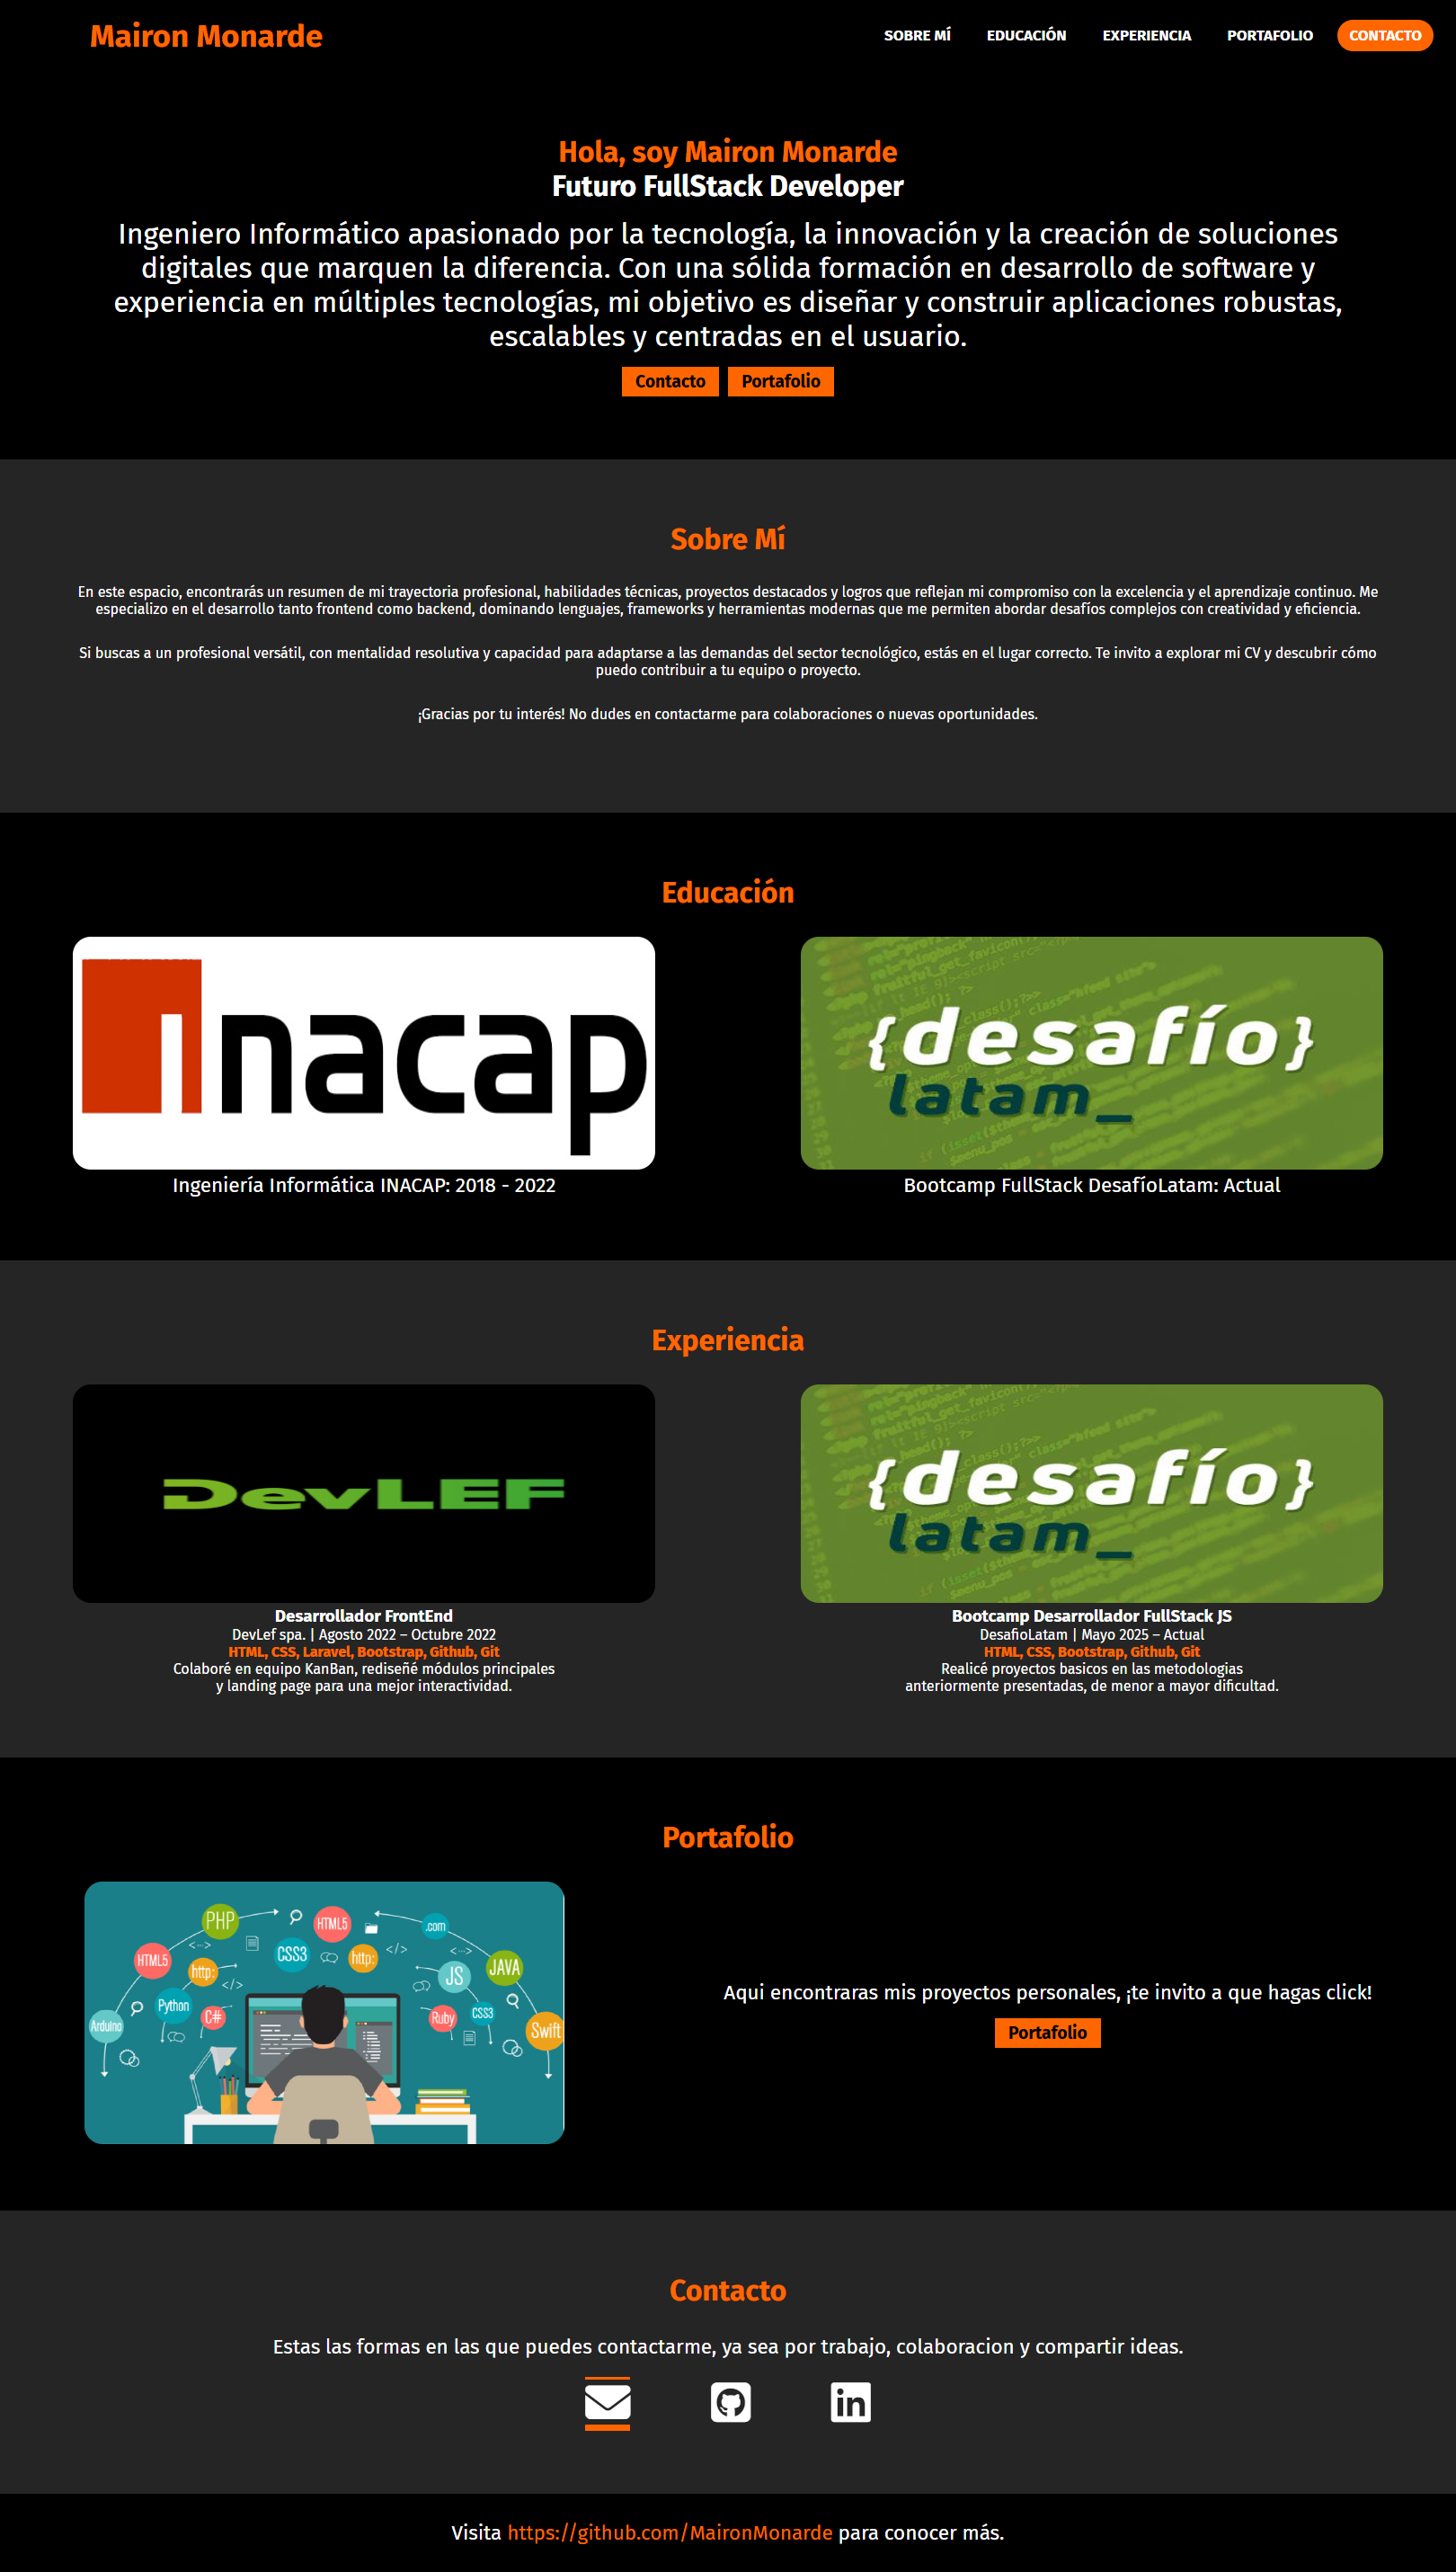 Mairon Monarde
SOBRE MÍ EDUCACIÓN EXPERIENCIA PORTAFOLIO CONTACTO
Hola, soy Mairon Monarde
Futuro FullStack Developer
Ingeniero Informático apasionado por la tecnología, la innovación y la creación de soluciones
digitales que marquen la diferencia. Con una sólida formación en desarrollo de software y
experiencia en múltiples tecnologías, mi objetivo es diseñar y construir aplicaciones robustas,
escalables y centradas en el usuario.
Contacto Portafolio
Sobre Mí
En este espacio, encontrarás un resumen de mi trayectoria profesional, habilidades técnicas, proyectos destacados y logros que reflejan mi compromiso con la excelencia y el aprendizaje continuo. Me
especializo en el desarrollo tanto frontend como backend, dominando lenguajes, frameworks y herramientas modernas que me permiten abordar desafíos complejos con creatividad y eficiencia.
Si buscas a un profesional versátil, con mentalidad resolutiva y capacidad para adaptarse a las demandas del sector tecnológico, estás en el lugar correcto. Te invito a explorar mi CV y descubrir cómo
puedo contribuir a tu equipo o proyecto.
¡Gracias por tu interés! No dudes en contactarme para colaboraciones o nuevas oportunidades.
Educación
inacap
{desafío}
latam_
Ingeniería Informática INACAP: 2018 - 2022
Bootcamp FullStack DesafíoLatam: Actual
Experiencia
DevLEF
{desafío}
latam_
Desarrollador FrontEnd
DevLef spa. | Agosto 2022 – Octubre 2022
HTML, CSS, Laravel, Bootstrap, Github, Git
Colaboré en equipo KanBan, rediseñé módulos principales
y landing page para una mejor interactividad.
Bootcamp Desarrollador FullStack JS
DesafioLatam | Mayo 2025 – Actual
HTML, CSS, Bootstrap, Github, Git
Realicé proyectos basicos en las metodologias
anteriormente presentadas, de menor a mayor dificultad.
Portafolio
PHP
HTML5
.com
CSS3
http:
HTML5
http:
JS
JAVA
Python
C#
Ruby
CSS3
Arduino
Swift
Aqui encontraras mis proyectos personales, ¡te invito a que hagas click!
Portafolio
Contacto
Estas las formas en las que puedes contactarme, ya sea por trabajo, colaboracion y compartir ideas.
in
Visita https://github.com/MaironMonarde para conocer más.